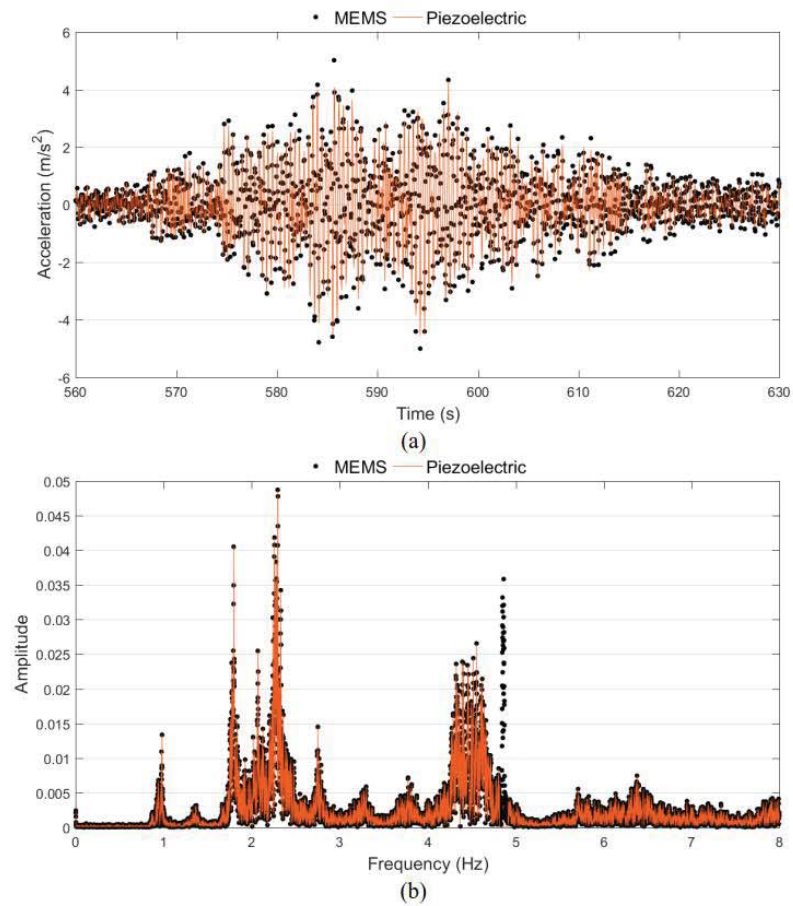 MEMS Piezoelectric
6
4
2
0
-2
-4
-6
Acceleration (m/s²)
560 570 580 590 600 610 620 630
Time (s)
(a)
MEMS Piezoelectric
0.05
0.045
0.04
0.035
0.03
0.025
0.02
0.015
0.01
0.005
0
Amplitude
0 1 2 3 4 5 6 7 8
Frequency (Hz)
(b)